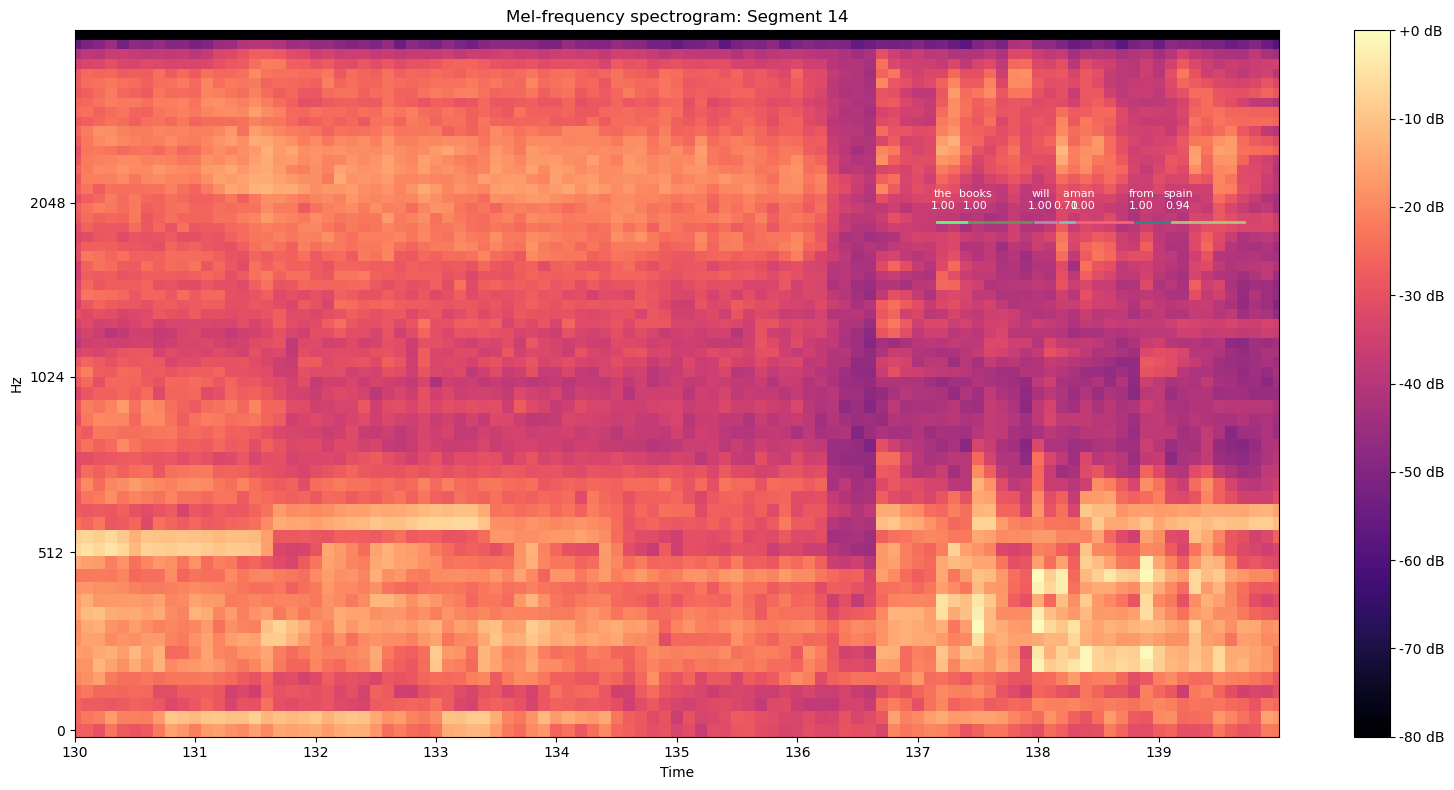 Mel-frequency spectrogram: Segment 14
+0 dB
-10 dB
-20 dB
-30 dB
-40 dB
-50 dB
-60 dB
-70 dB
-80 dB
Hz
2048
1024
512
0
the books will a man from spain
1.00 1.00 1.00 0.71 1.00 1.00 0.94
130 131 132 133 134 135 136 137 138 139
Time